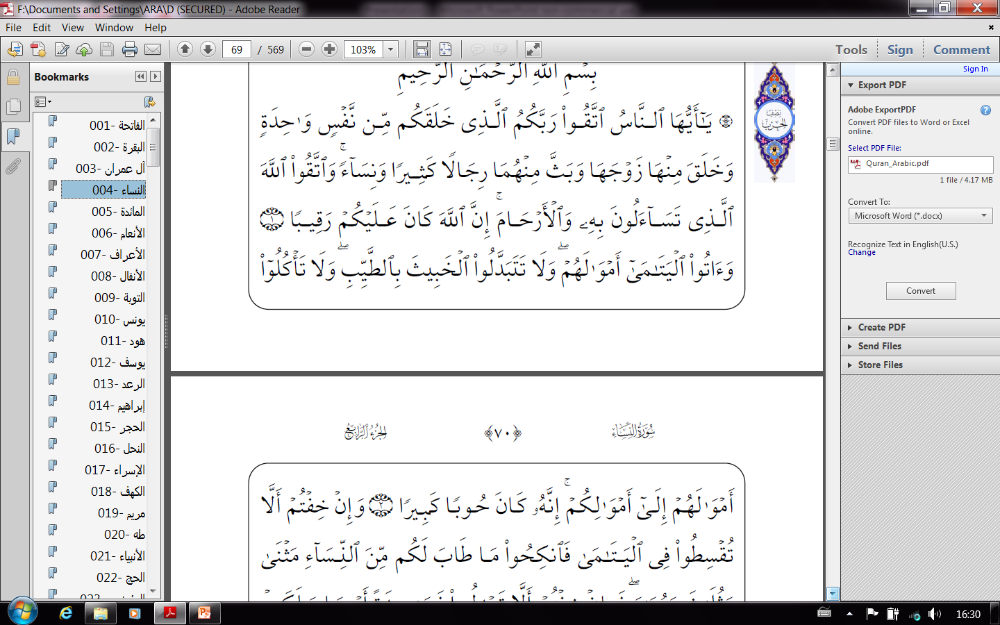 F:\Documents and Settings\ARA\D (SECURED) - Adobe Reader
File Edit View Window Help
69 / 569 103% Tools Sign Comment
Sign In
Bookmarks
الفاتحة -001
البقرة -002
آل عمران -003
النساء -004
المائدة -005
الأنعام -006
الأعراف -007
الأنفال -008
التوبة -009
يونس -010
هود -011
يوسف -012
الرعد -013
إبراهيم -014
الحجر -015
النحل -016
الإسراء -017
الكهف -018
مريم -019
طه -020
الأنبياء -021
الحج -022
بِسْمِ ٱللَّهِ ٱلرَّحْمَٰنِ ٱلرَّحِيمِ
نصف الحزب
۞ يَٰٓأَيُّهَا ٱلنَّاسُ ٱتَّقُوا۟ رَبَّكُمُ ٱلَّذِى خَلَقَكُم مِّن نَّفْسٍ وَٰحِدَةٍ
وَخَلَقَ مِنْهَا زَوْجَهَا وَبَثَّ مِنْهُمَا رِجَالًا كَثِيرًا وَنِسَآءً ۚ وَٱتَّقُوا۟ ٱللَّهَ
ٱلَّذِى تَسَآءَلُونَ بِهِۦ وَٱلْأَرْحَامَ ۚ إِنَّ ٱللَّهَ كَانَ عَلَيْكُمْ رَقِيبًا ١
وَءَاتُوا۟ ٱلْيَتَٰمَىٰٓ أَمْوَٰلَهُمْ ۖ وَلَا تَتَبَدَّلُوا۟ ٱلْخَبِيثَ بِٱلطَّيِّبِ ۖ وَلَا تَأْكُلُوٓا۟
سُورَةُ النِّسَاءِ ﴿٧٠﴾ الجُزْءُ الرَّابِعُ
أَمْوَٰلَهُمْ إِلَىٰٓ أَمْوَٰلِكُمْ ۚ إِنَّهُۥ كَانَ حُوبًا كَبِيرًا ٢ وَإِنْ خِفْتُمْ أَلَّا
تُقْسِطُوا۟ فِى ٱلْيَتَٰمَىٰ فَٱنكِحُوا۟ مَا طَابَ لَكُم مِّنَ ٱلنِّسَآءِ مَثْنَىٰ
Export PDF
Adobe ExportPDF
Convert PDF files to Word or Excel
online.
Select PDF File:
Quran_Arabic.pdf
1 file / 4.17 MB
Convert To:
Microsoft Word (*.docx)
Recognize Text in English(U.S.)
Change
Convert
Create PDF
Send Files
Store Files
16:30